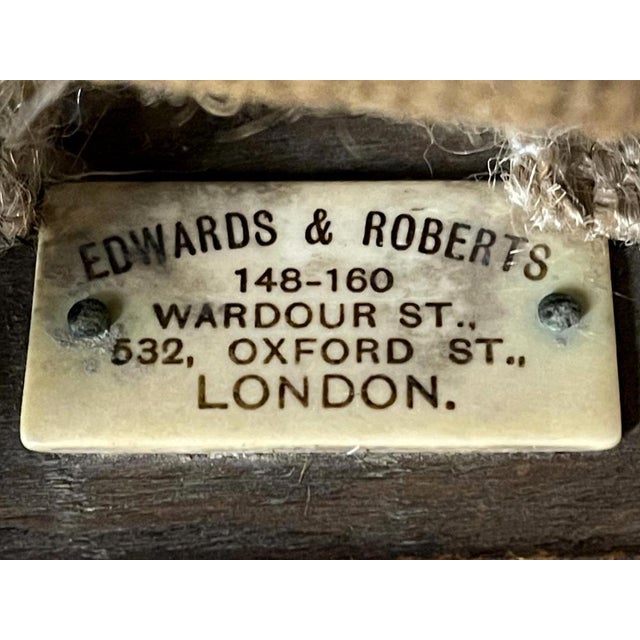 EDWARDS & ROBERTS
148-160
WARDOUR ST.,
532, OXFORD ST.,
LONDON.